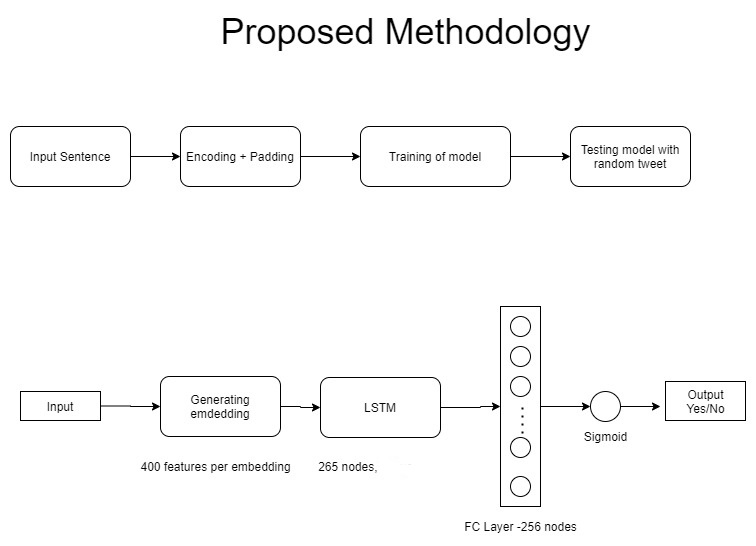 Proposed Methodology
Input Sentence
Encoding + Padding
Training of model
Testing model with
random tweet
Input
Generating
emdedding
LSTM
Output
Yes/No
Sigmoid
400 features per embedding
265 nodes,
FC Layer -256 nodes